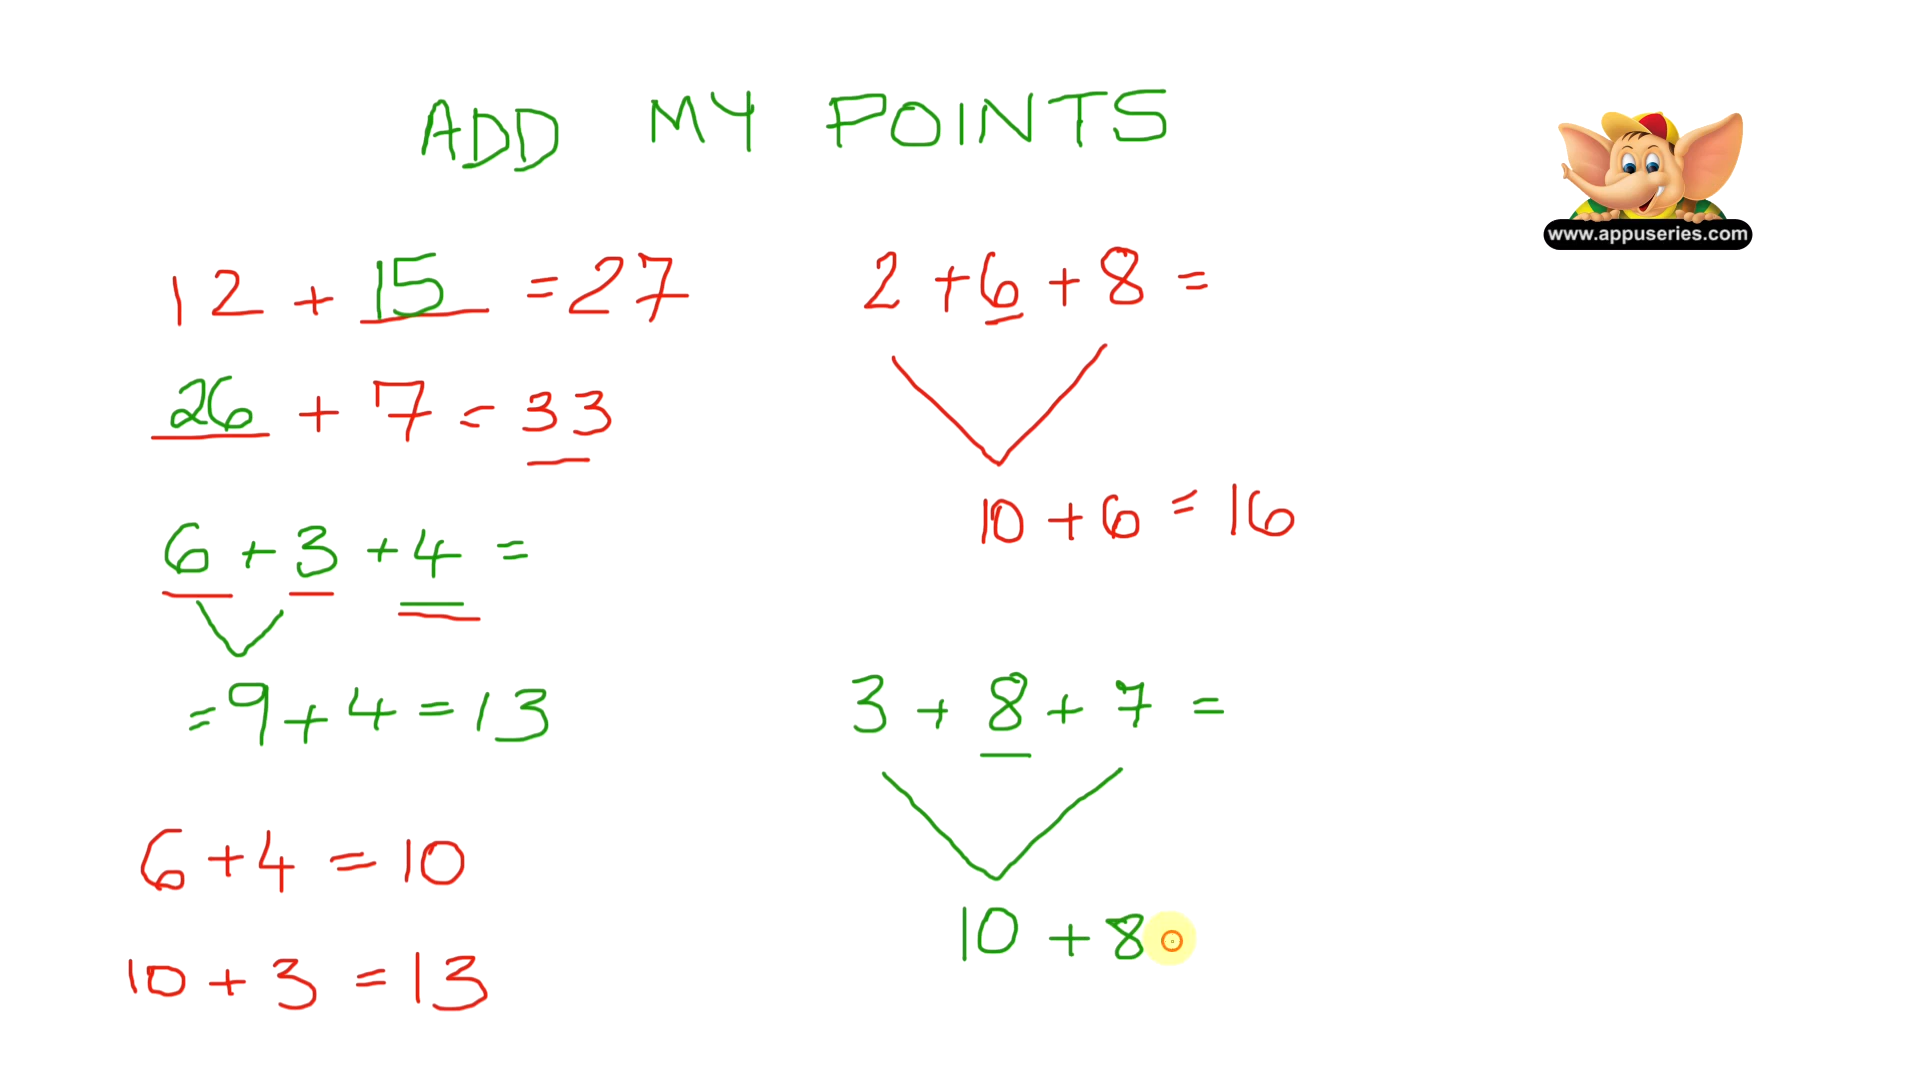 ADD MY POINTS
www.appuseries.com
12 + 15 = 27
26 + 7 = 33
6 + 3 + 4 =
= 9 + 4 = 13
6 + 4 = 10
10 + 3 = 13
2 + 6 + 8 =
10 + 6 = 16
3 + 8 + 7 =
10 + 8